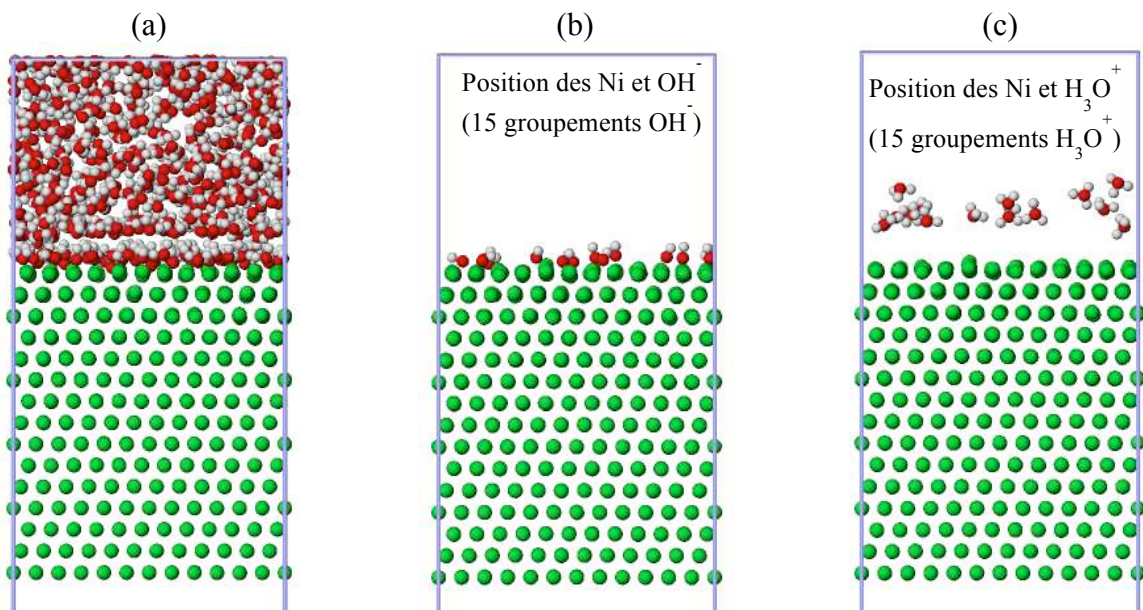 (a)
(b)
(c)
Position des Ni et OH⁻
(15 groupements OH⁻)
Position des Ni et H₃O⁺
(15 groupements H₃O⁺)